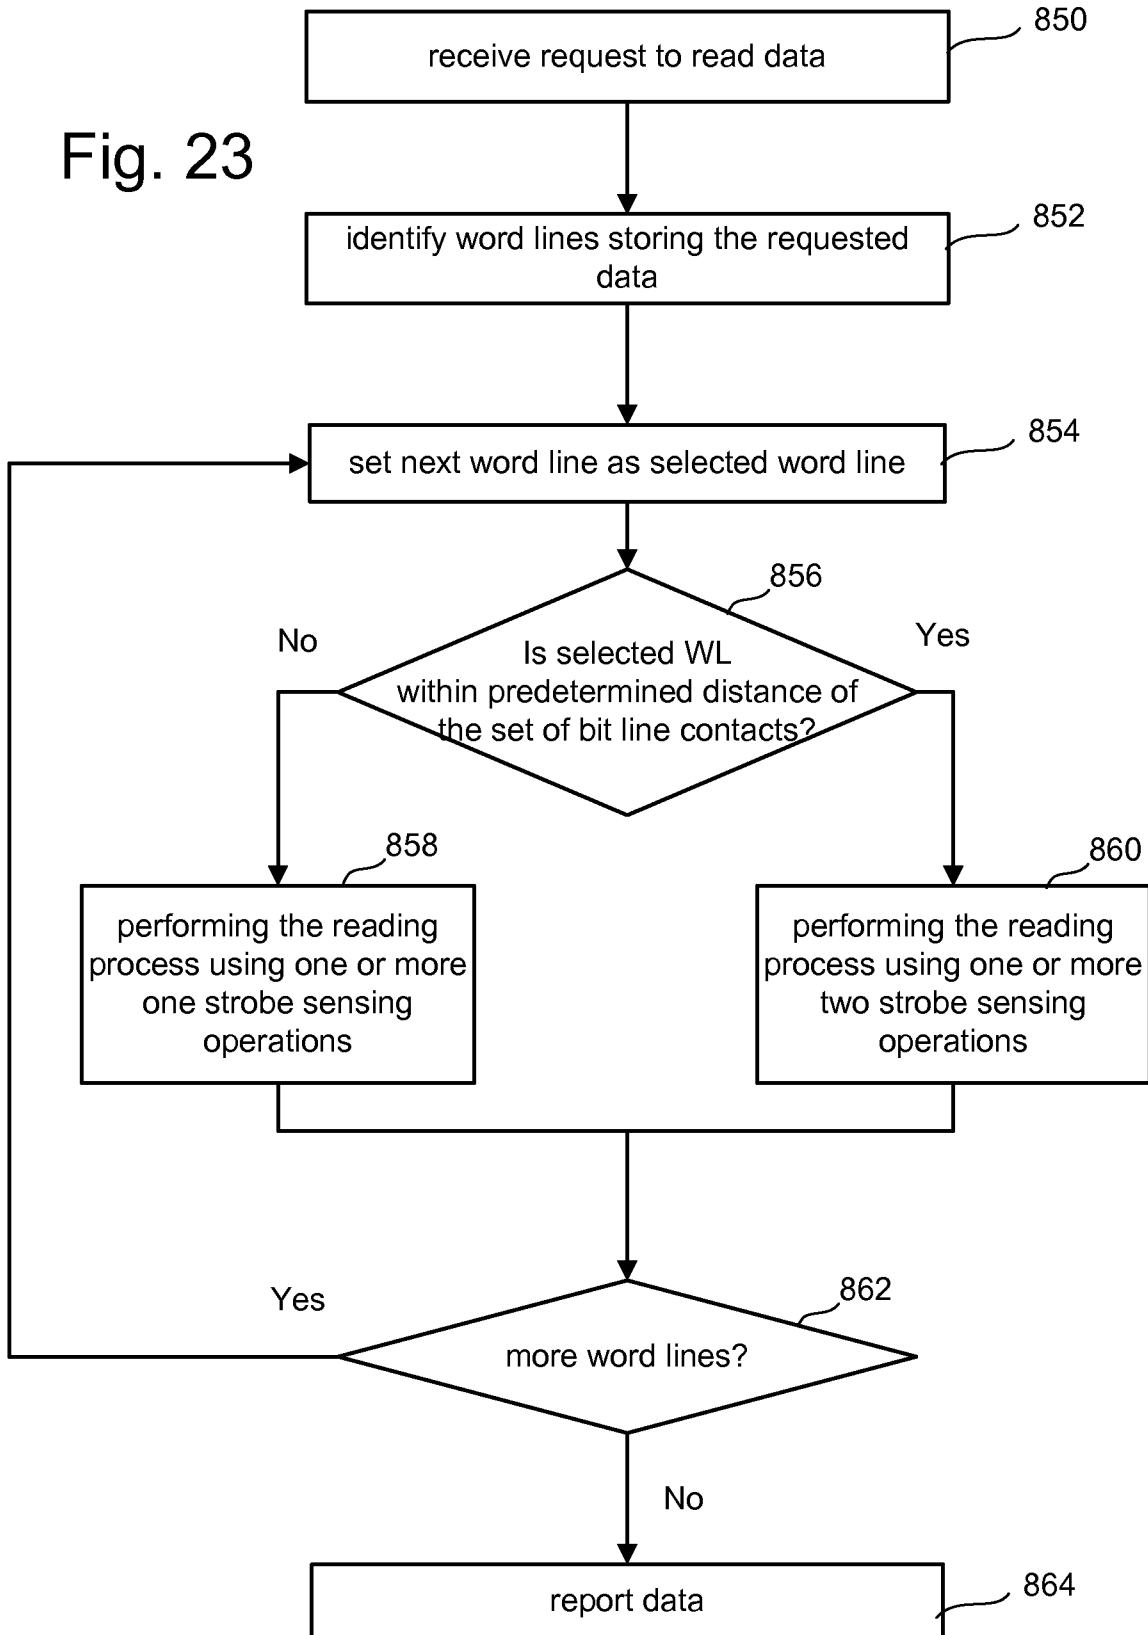 850
receive request to read data
Fig. 23
852
identify word lines storing the requested
data
854
set next word line as selected word line
856
No
Yes
Is selected WL
within predetermined distance of
the set of bit line contacts?
858
860
performing the reading
process using one or more
one strobe sensing
operations
performing the reading
process using one or more
two strobe sensing
operations
Yes
862
more word lines?
No
864
report data